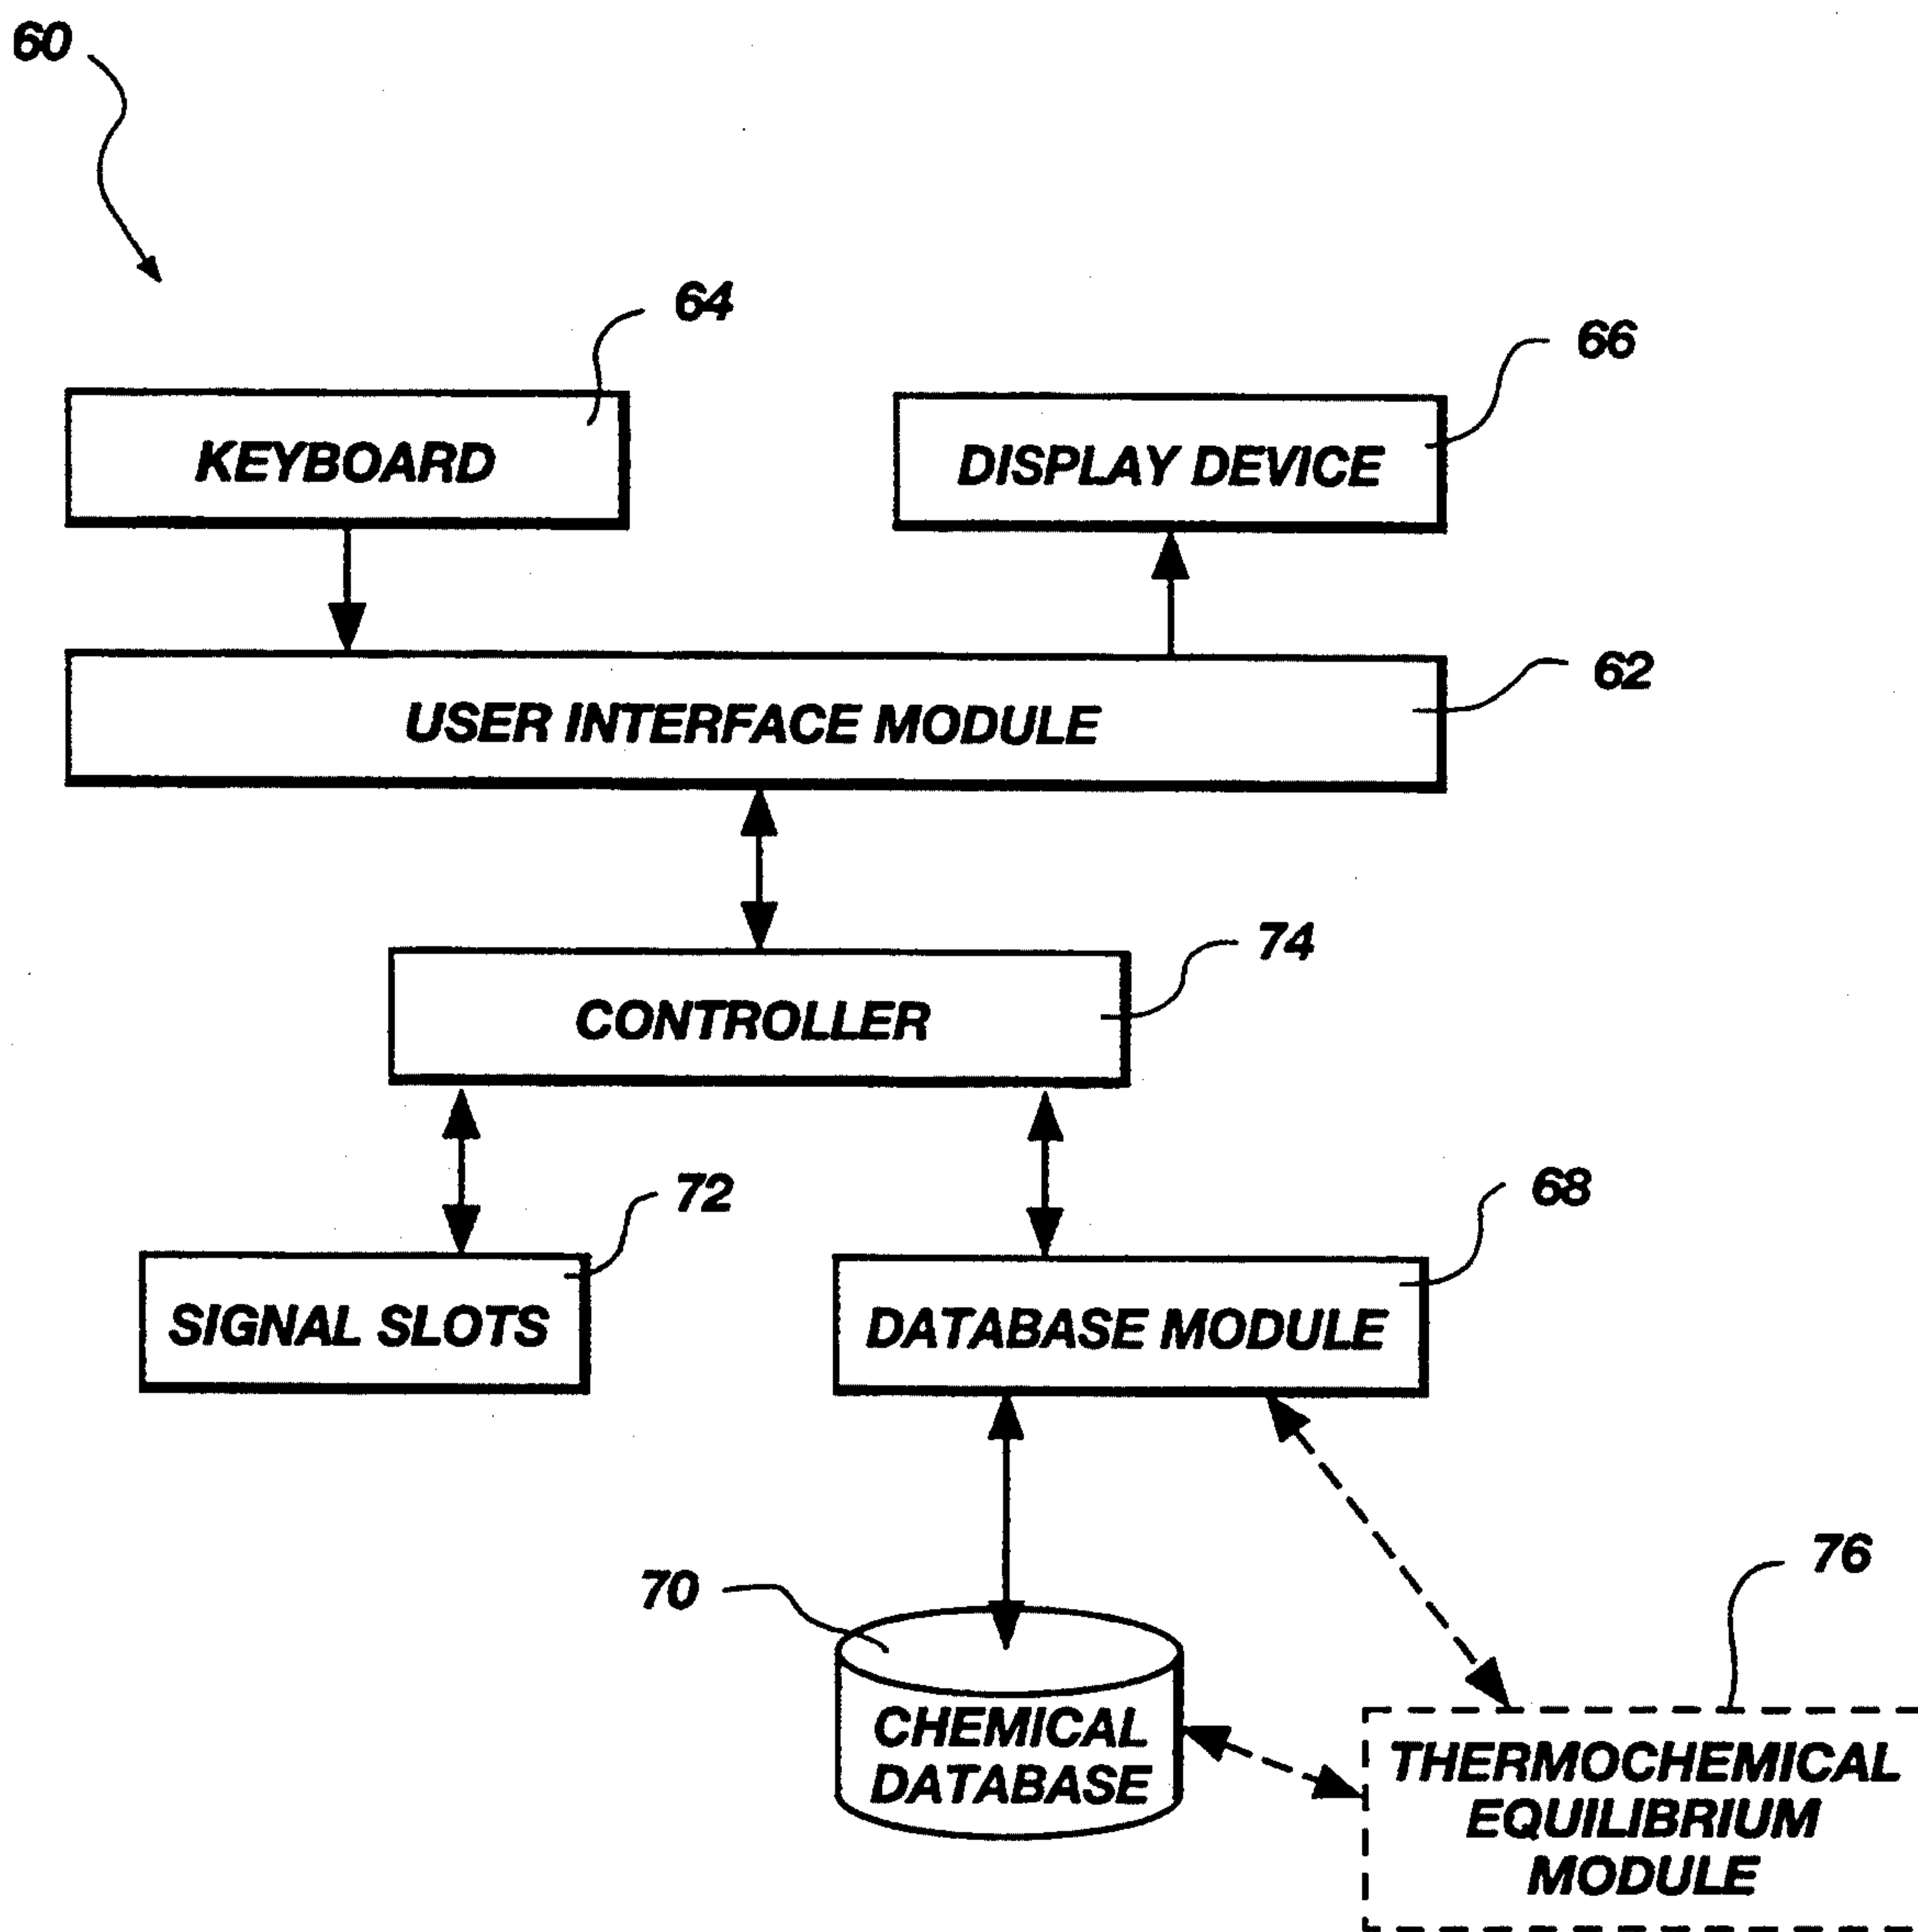 60
64
66
KEYBOARD
DISPLAY DEVICE
62
USER INTERFACE MODULE
74
CONTROLLER
72
68
SIGNAL SLOTS
DATABASE MODULE
76
70
CHEMICAL
DATABASE
THERMOCHEMICAL
EQUILIBRIUM
MODULE